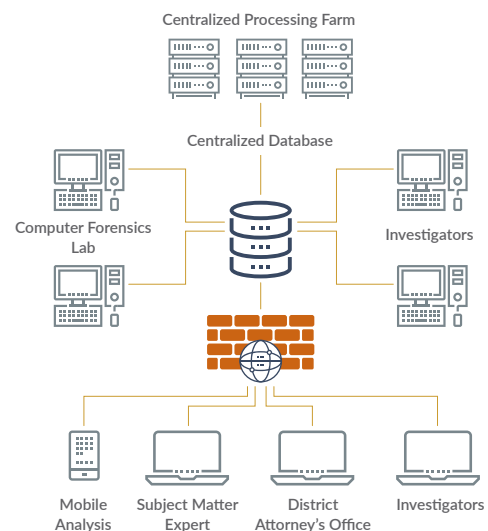 Centralized Processing Farm
Centralized Database
Computer Forensics
Lab
Investigators
Mobile
Analysis
Subject Matter
Expert
District
Attorney's Office
Investigators